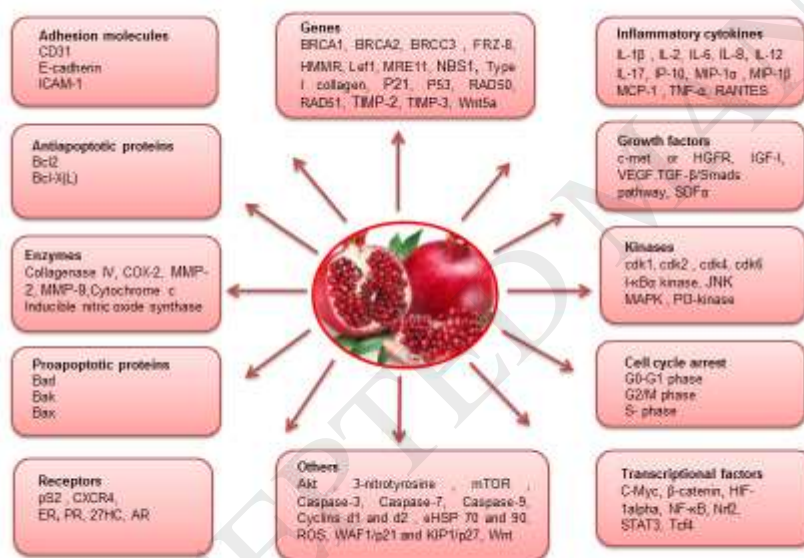 Adhesion molecules
CD31
E-cadherin
ICAM-1
Genes
BRCA1, BRCA2, BRCC3 , FRZ-8,
HMMR, Lef1, MRE11, NBS1, Type
I collagen, P21, P53, RAD50,
RAD51, TIMP-2, TIMP-3, Wnt5a
Inflammatory cytokines
IL-1β , IL-2, IL-6, IL-8, IL-12
IL-17, IP-10, MIP-1α , MIP-1β
MCP-1 , TNF-α, RANTES
Antiapoptotic proteins
Bcl2
Bcl-X(L)
Growth factors
c-met or HGFR, IGF-I,
VEGF,TGF-β/Smads
pathway, SDFα
Enzymes
Collagenase IV, COX-2, MMP-
2, MMP-9,Cytochrome c
Inducible nitric oxide synthase
Kinases
cdk1, cdk2 , cdk4, cdk6
I-κBα kinase, JNK
MAPK , PI3-kinase
Proapoptotic proteins
Bad
Bak
Bax
Cell cycle arrest
G0-G1 phase
G2/M phase
S- phase
Receptors
pS2 , CXCR4,
ER, PR, 27HC, AR
Others
Akt 3-nitrotyrosine , mTOR ,
Caspase-3, Caspase-7, Caspase-9,
Cyclins d1 and d2 , eHSP 70 and 90,
ROS, WAF1/p21 and KIP1/p27, Wnt
Transcriptional factors
C-Myc, β-catenin, HIF-
1alpha, NF-κB, Nrf2,
STAT3, Tcf4